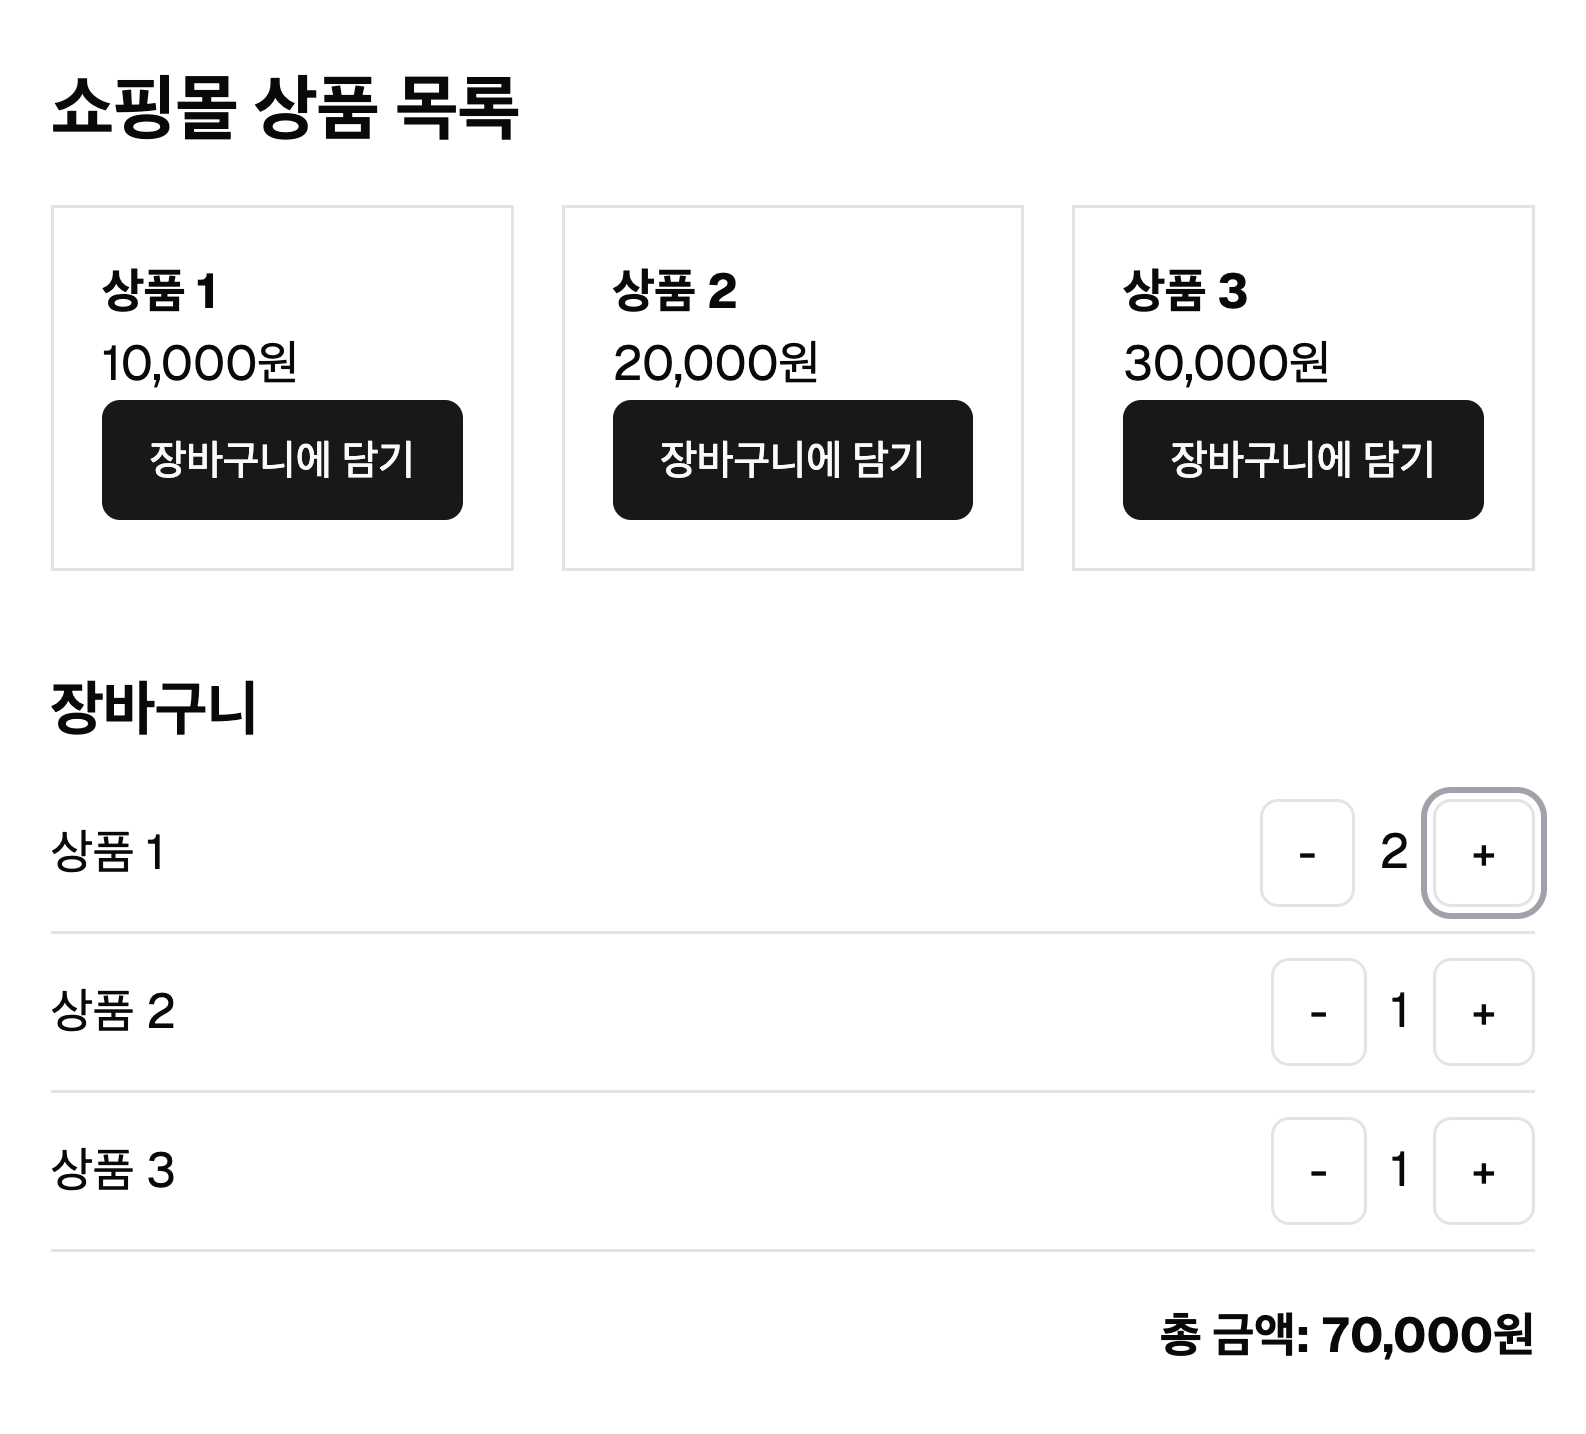 쇼핑몰 상품 목록
상품 1
10,000원
장바구니에 담기
상품 2
20,000원
장바구니에 담기
상품 3
30,000원
장바구니에 담기
장바구니
상품 1 - 2 +
상품 2 - 1 +
상품 3 - 1 +
총 금액: 70,000원